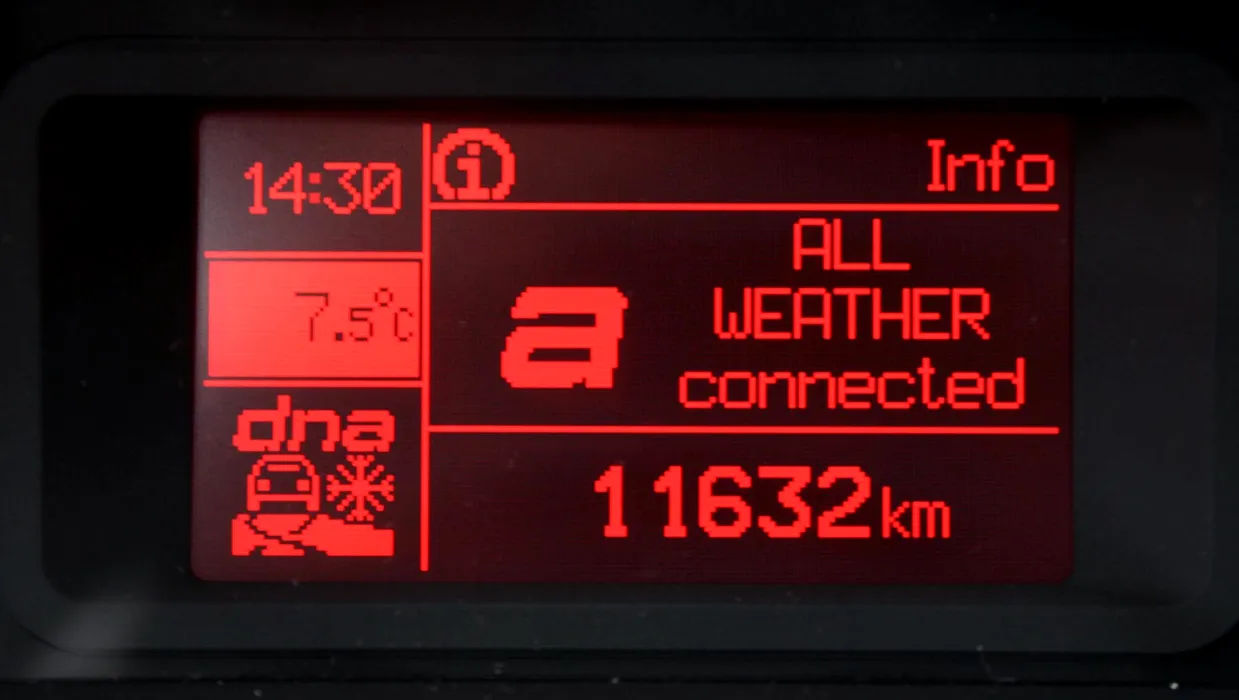 14:30
7.5°C
dna
i
Info
a
ALL
WEATHER
connected
11632km